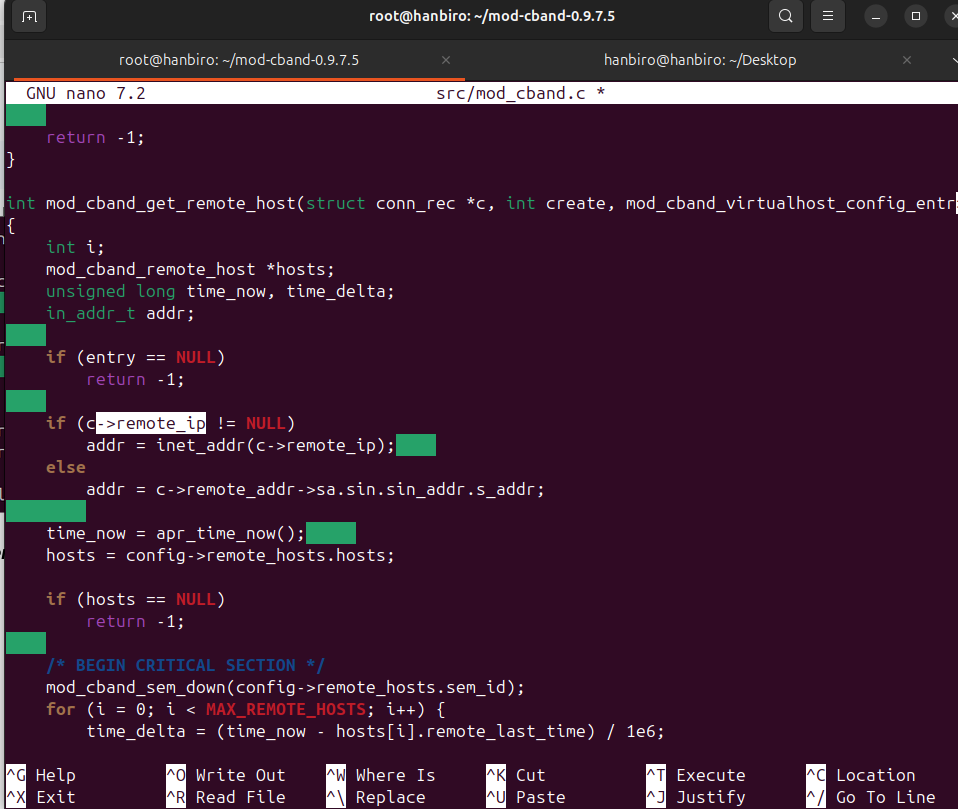 root@hanbiro: ~/mod-cband-0.9.7.5
root@hanbiro: ~/mod-cband-0.9.7.5 × hanbiro@hanbiro: ~/Desktop ×
GNU nano 7.2 src/mod_cband.c *
return -1;
}
int mod_cband_get_remote_host(struct conn_rec *c, int create, mod_cband_virtualhost_config_entr
{
int i;
mod_cband_remote_host *hosts;
unsigned long time_now, time_delta;
in_addr_t addr;
if (entry == NULL)
return -1;
if (c->remote_ip != NULL)
addr = inet_addr(c->remote_ip);
else
addr = c->remote_addr->sa.sin.sin_addr.s_addr;
time_now = apr_time_now();
hosts = config->remote_hosts.hosts;
if (hosts == NULL)
return -1;
/* BEGIN CRITICAL SECTION */
mod_cband_sem_down(config->remote_hosts.sem_id);
for (i = 0; i < MAX_REMOTE_HOSTS; i++) {
time_delta = (time_now - hosts[i].remote_last_time) / 1e6;
^G Help ^O Write Out ^W Where Is ^K Cut ^T Execute ^C Location
^X Exit ^R Read File ^\ Replace ^U Paste ^J Justify ^/ Go To Line